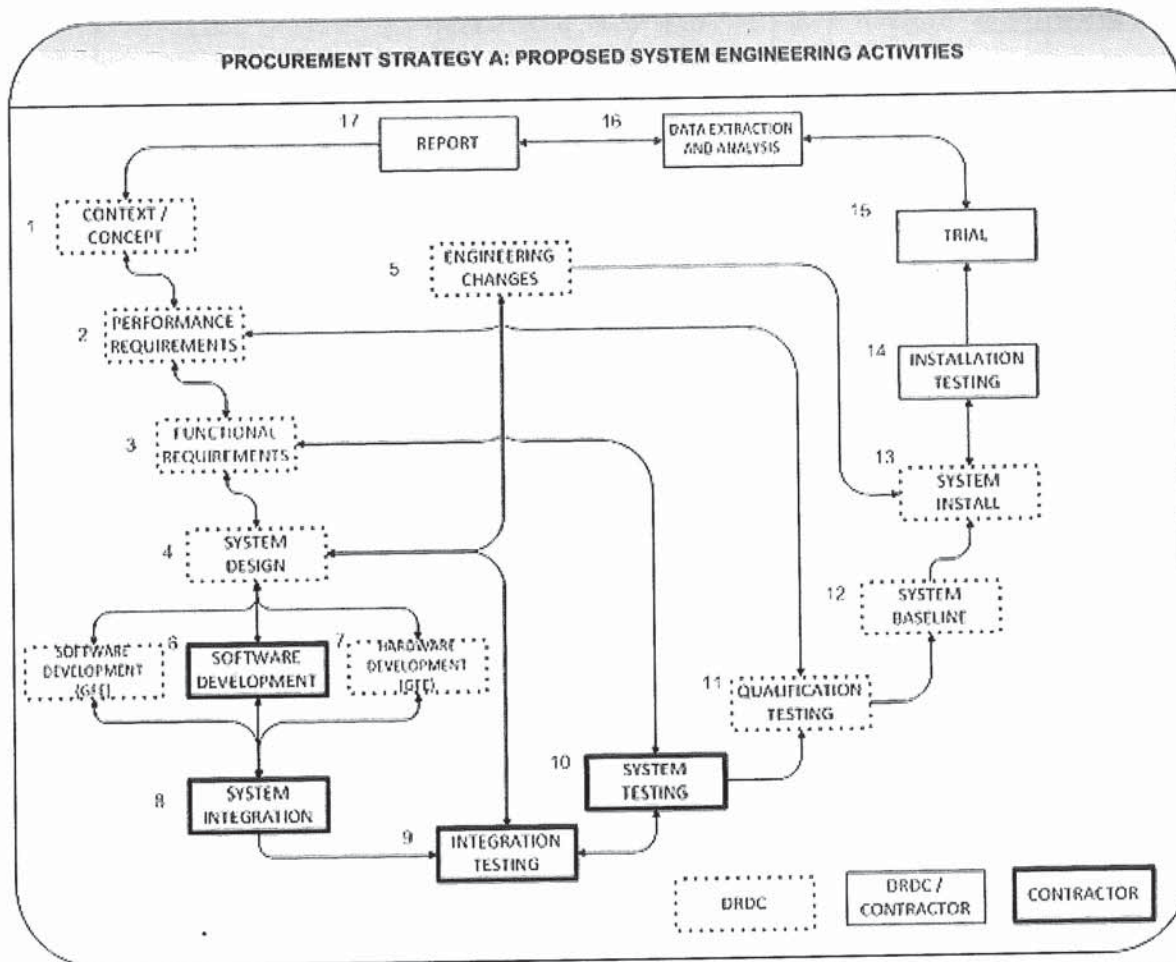 PROCUREMENT STRATEGY A: PROPOSED SYSTEM ENGINEERING ACTIVITIES
17
REPORT
16
DATA EXTRACTION
AND ANALYSIS
1
CONTEXT /
CONCEPT
5
ENGINEERING
CHANGES
15
TRIAL
2
PERFORMANCE
REQUIREMENTS
14
INSTALLATION
TESTING
3
FUNCTIONAL
REQUIREMENTS
13
SYSTEM
INSTALL
4
SYSTEM
DESIGN
12
SYSTEM
BASELINE
SOFTWARE
DEVELOPMENT
(GFE)
6
SOFTWARE
DEVELOPMENT
7
HARDWARE
DEVELOPMENT
(GFE)
11
QUALIFICATION
TESTING
8
SYSTEM
INTEGRATION
10
SYSTEM
TESTING
9
INTEGRATION
TESTING
DRDC
DRDC /
CONTRACTOR
CONTRACTOR